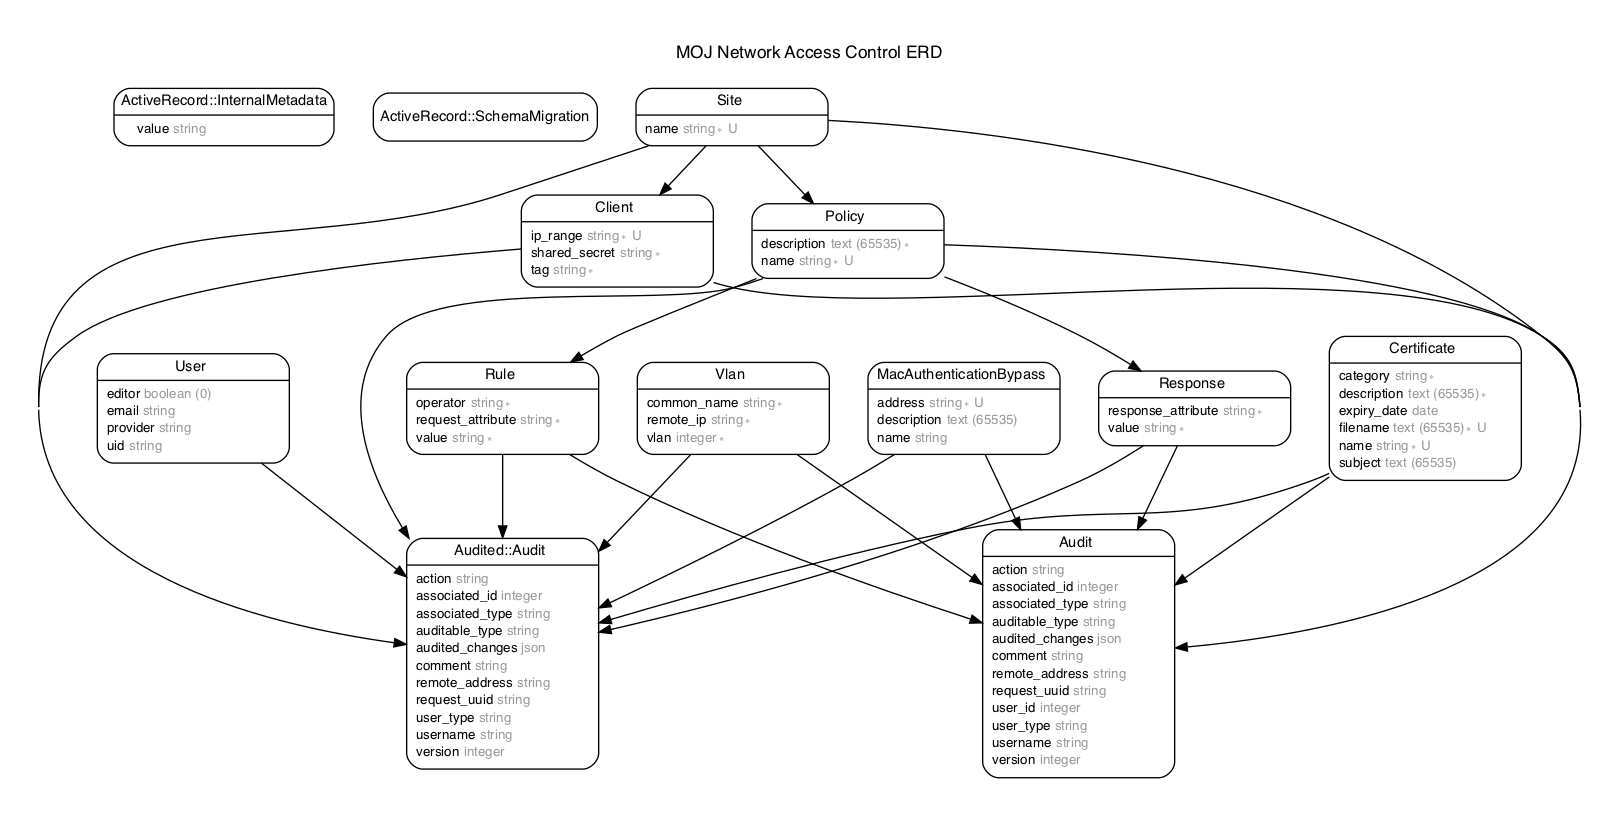 MOJ Network Access Control ERD
ActiveRecord::InternalMetadata
value string
ActiveRecord::SchemaMigration
Site
name string∗ U
Client
ip_range string∗ U
shared_secret string∗
tag string∗
Policy
description text (65535)∗
name string∗ U
User
editor boolean (0)
email string
provider string
uid string
Rule
operator string∗
request_attribute string∗
value string∗
Vlan
common_name string∗
remote_ip string∗
vlan integer∗
MacAuthenticationBypass
address string∗ U
description text (65535)
name string
Response
response_attribute string∗
value string∗
Certificate
category string∗
description text (65535)∗
expiry_date date
filename text (65535)∗ U
name string∗ U
subject text (65535)
Audited::Audit
action string
associated_id integer
associated_type string
auditable_type string
audited_changes json
comment string
remote_address string
request_uuid string
user_type string
username string
version integer
Audit
action string
associated_id integer
associated_type string
auditable_type string
audited_changes json
comment string
remote_address string
request_uuid string
user_id integer
user_type string
username string
version integer